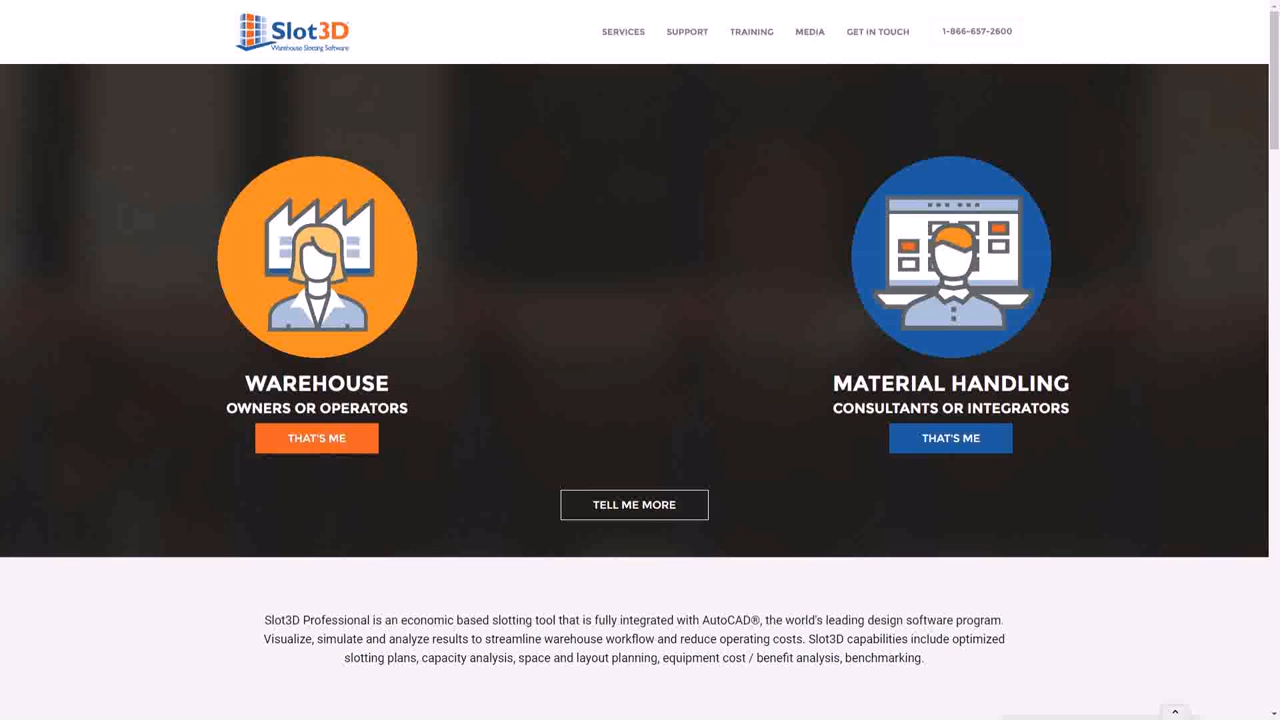 Slot3D
Warehouse Slotting Software
SERVICES
SUPPORT
TRAINING
MEDIA
GET IN TOUCH
1-866-657-2600
WAREHOUSE
OWNERS OR OPERATORS
THAT'S ME
MATERIAL HANDLING
CONSULTANTS OR INTEGRATORS
THAT'S ME
TELL ME MORE
Slot3D Professional is an economic based slotting tool that is fully integrated with AutoCAD®, the world's leading design software program.
Visualize, simulate and analyze results to streamline warehouse workflow and reduce operating costs. Slot3D capabilities include optimized
slotting plans, capacity analysis, space and layout planning, equipment cost / benefit analysis, benchmarking.